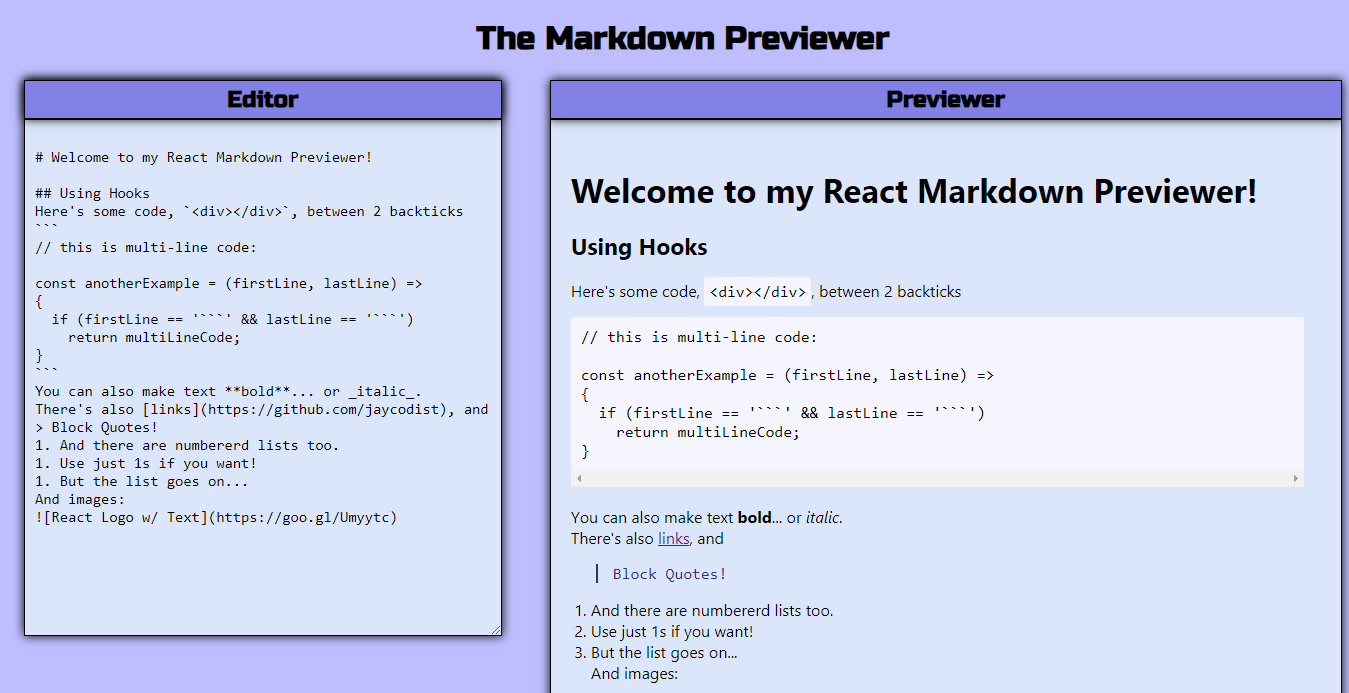 The Markdown Previewer
Editor
# Welcome to my React Markdown Previewer!
## Using Hooks
Here's some code, `<div></div>`, between 2 backticks
```
// this is multi-line code:
const anotherExample = (firstLine, lastLine) =>
{
  if (firstLine == '```' && lastLine == '```')
    return multiLineCode;
}
```
You can also make text **bold**... or _italic_.
There's also [links](https://github.com/jaycodist), and
> Block Quotes!
1. And there are numbererd lists too.
1. Use just 1s if you want!
1. But the list goes on...
And images:
![React Logo w/ Text](https://goo.gl/Umyytc)
Previewer
Welcome to my React Markdown Previewer!
Using Hooks
Here's some code, <div></div>, between 2 backticks
// this is multi-line code:
const anotherExample = (firstLine, lastLine) =>
{
  if (firstLine == '```' && lastLine == '```')
    return multiLineCode;
}
You can also make text bold... or italic.
There's also links, and
Block Quotes!
1. And there are numbererd lists too.
2. Use just 1s if you want!
3. But the list goes on...
And images: